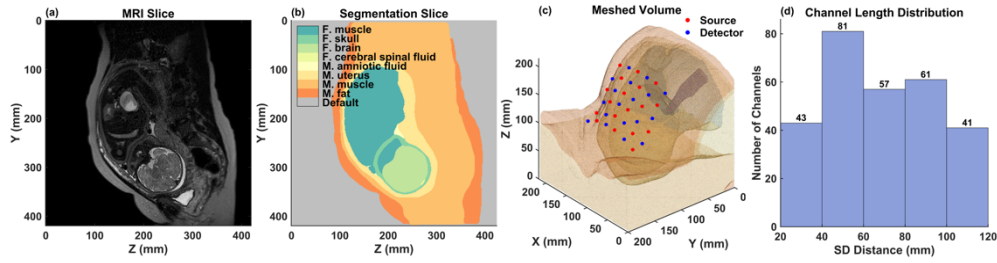 (a) MRI Slice
0
100
200
300
400
Y (mm)
0 100 200 300 400
Z (mm)
(b) Segmentation Slice
F. muscle
F. skull
F. brain
F. cerebral spinal fluid
M. amniotic fluid
M. uterus
M. muscle
M. fat
Default
0
100
200
300
400
Y (mm)
0 100 200 300 400
Z (mm)
(c) Meshed Volume
Source
Detector
200
150
100
50
0
Z (mm)
200
150
100
50
0
X (mm)
200
150
100
50
0
Y (mm)
(d) Channel Length Distribution
80
60
40
20
0
Number of Channels
43
81
57
61
41
20 40 60 80 100 120
SD Distance (mm)